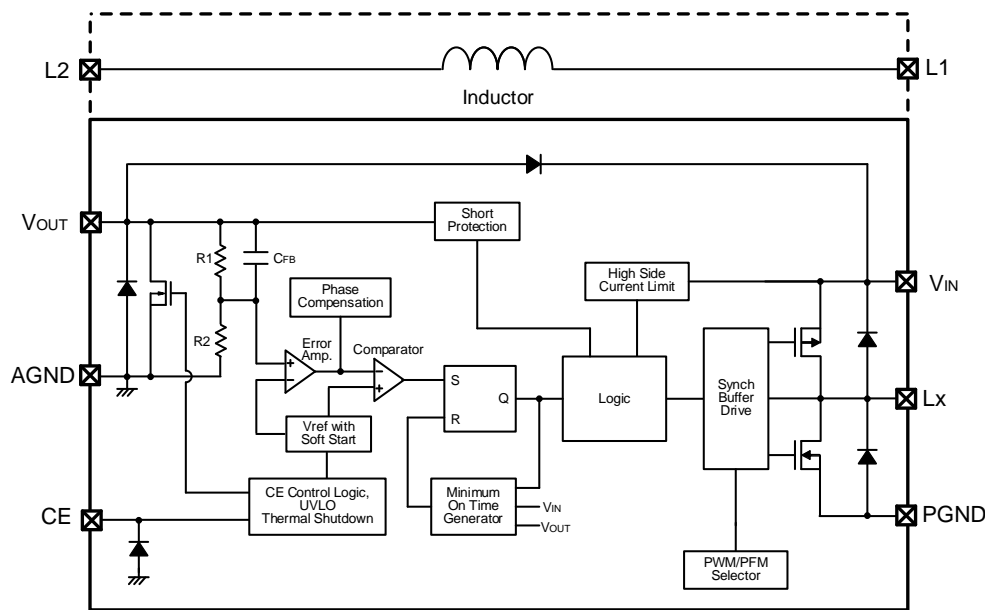 L2
L1
Inductor
VOUT
Short
Protection
R1
CFB
High Side
Current Limit
VIN
Phase
Compensation
R2
Error
Amp.
Comparator
AGND
+
−
−
+
S
Q
R
Logic
Synch
Buffer
Drive
Lx
Vref with
Soft Start
CE Control Logic,
UVLO
Thermal Shutdown
Minimum
On Time
Generator
VIN
VOUT
CE
PGND
PWM/PFM
Selector